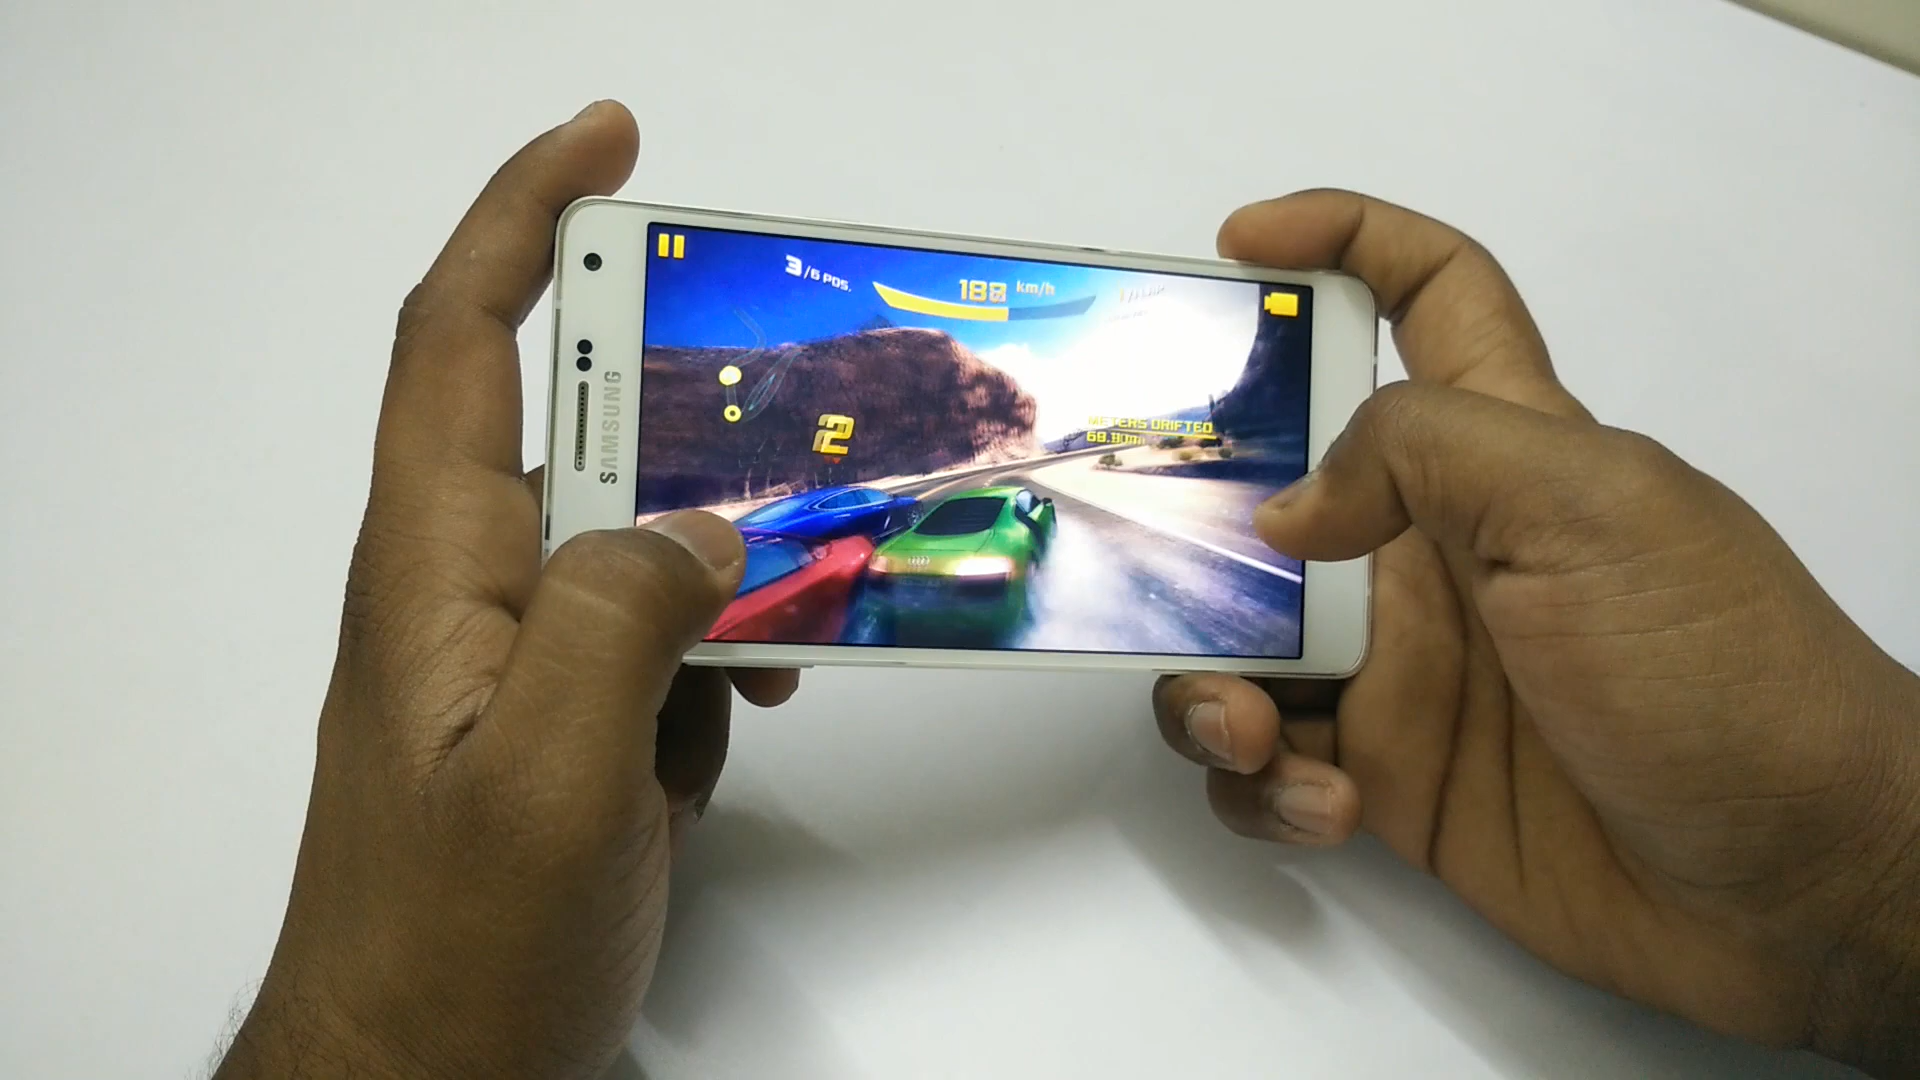 3/6 POS.
188 km/h
2
METERS DRIFTED
SAMSUNG